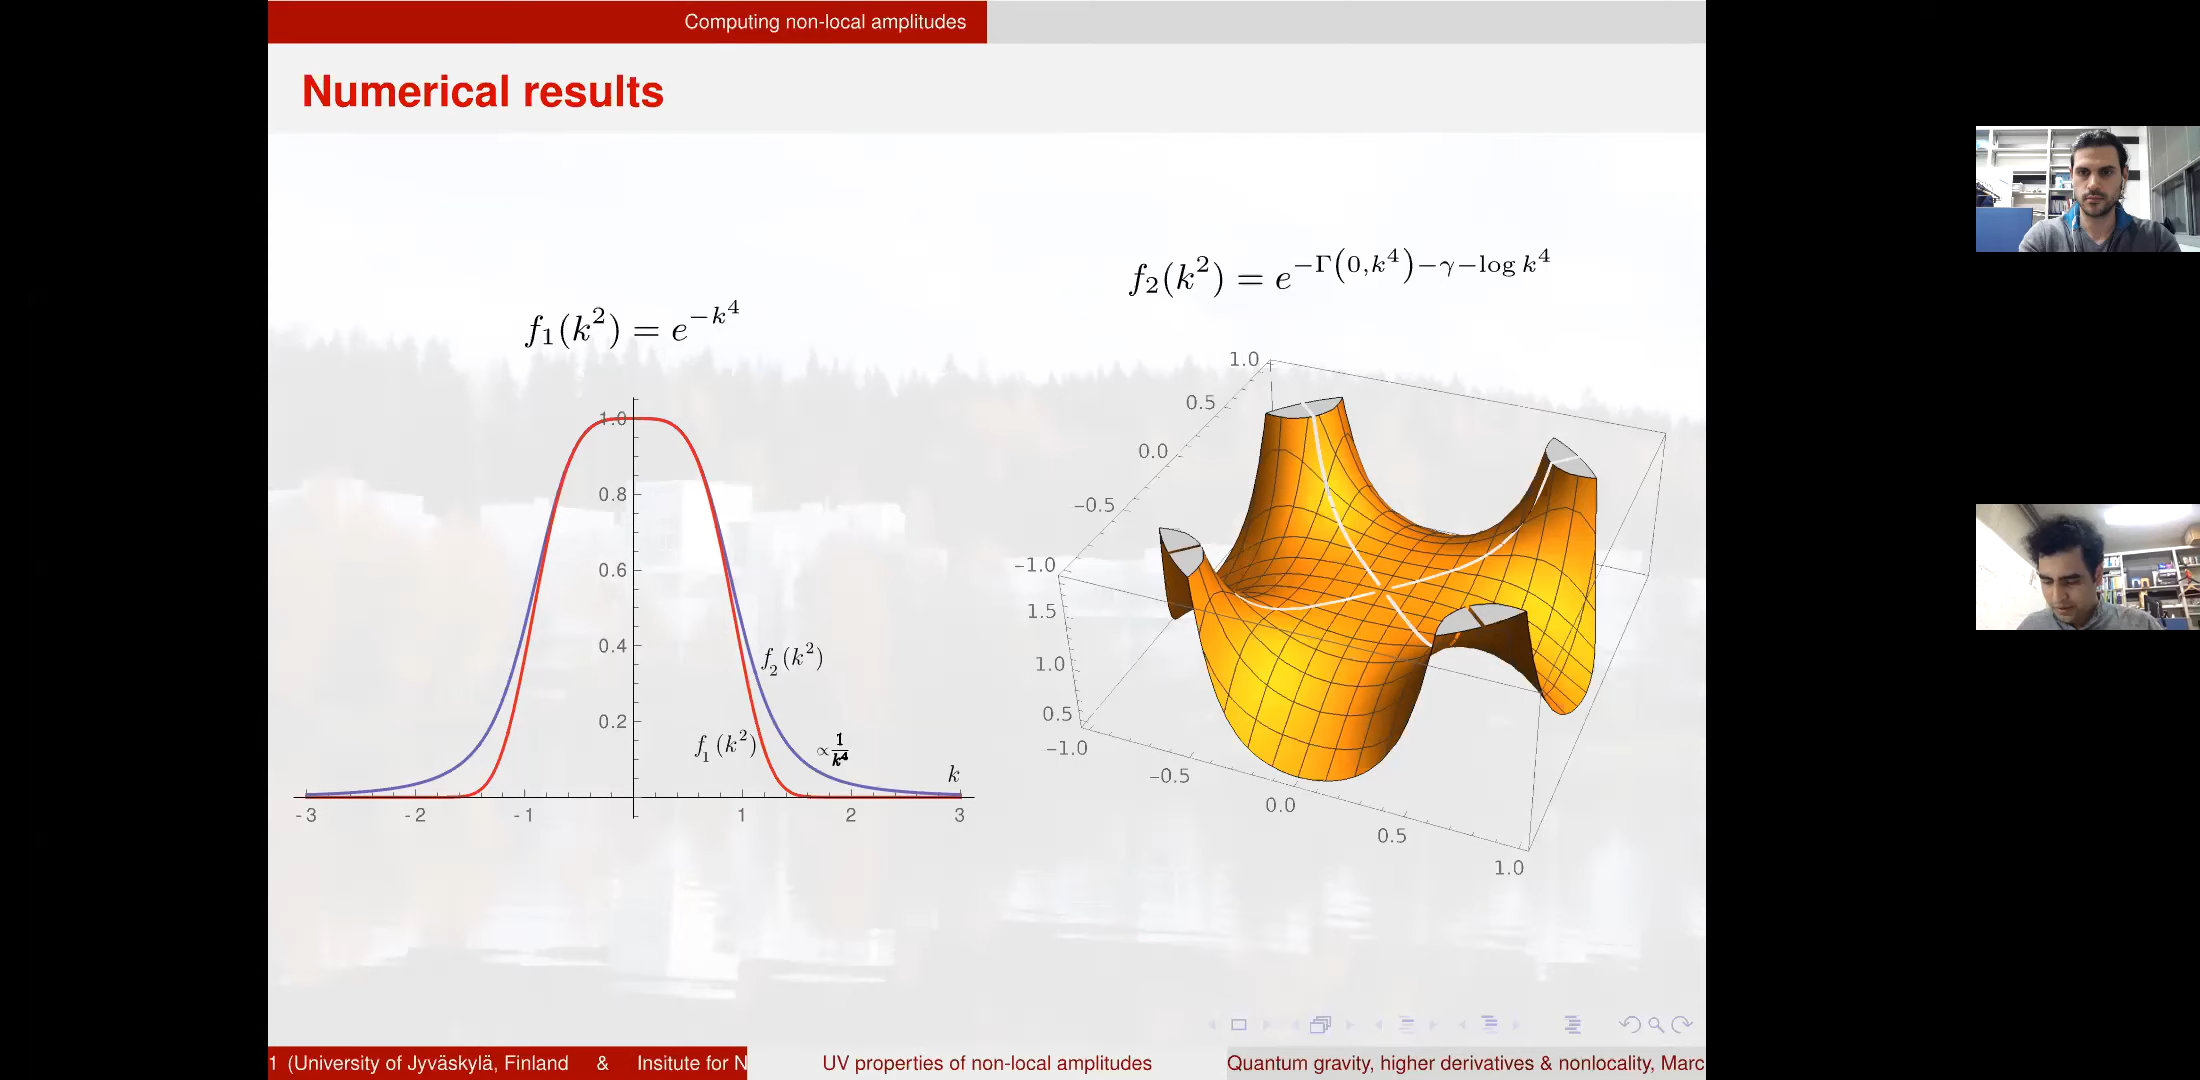 Computing non-local amplitudes
Numerical results
f₁(k²) = e^{−k⁴}
1.0
0.8
0.6
0.4
0.2
f₂(k²)
f₁(k²)
∝ 1/k⁴
k
-3 -2 -1 1 2 3
f₂(k²) = e^{−Γ(0,k⁴)−γ−log k⁴}
1.0
0.5
0.0
−0.5
−1.0
1.5
1.0
0.5
−1.0
−0.5
0.0
0.5
1.0
1 (University of Jyväskylä, Finland & Insitute for N
UV properties of non-local amplitudes
Quantum gravity, higher derivatives & nonlocality, Marc